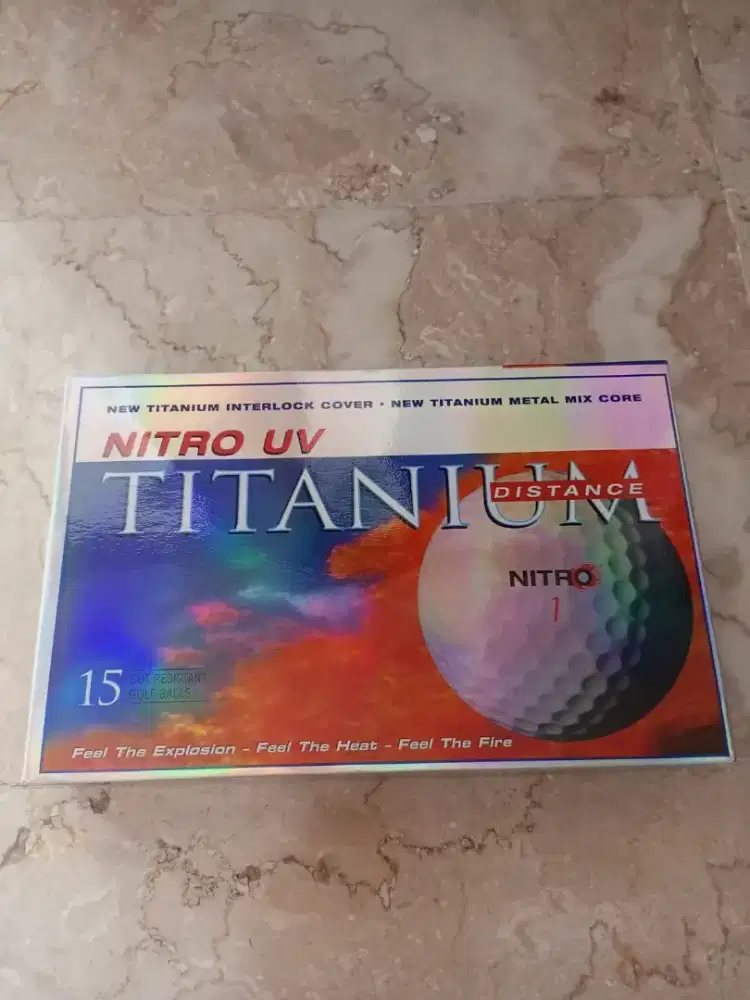 NEW TITANIUM INTERLOCK COVER • NEW TITANIUM METAL MIX CORE
NITRO UV
TITANIUM
DISTANCE
NITRO
1
15 CUT RESISTANT
GOLF BALLS
Feel The Explosion - Feel The Heat - Feel The Fire